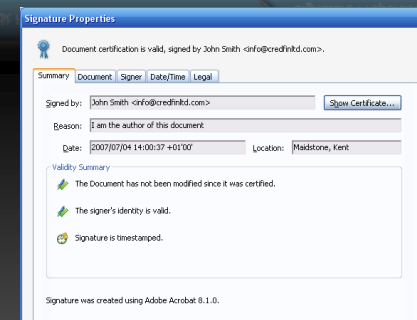 Signature Properties
Document certification is valid, signed by John Smith <info@credfinltd.com>.
Summary Document Signer Date/Time Legal
Signed by: John Smith <info@credfinltd.com> Show Certificate...
Reason: I am the author of this document
Date: 2007/07/04 14:00:37 +01'00' Location: Maidstone, Kent
Validity Summary
The Document has not been modified since it was certified.
The signer's identity is valid.
Signature is timestamped.
Signature was created using Adobe Acrobat 8.1.0.